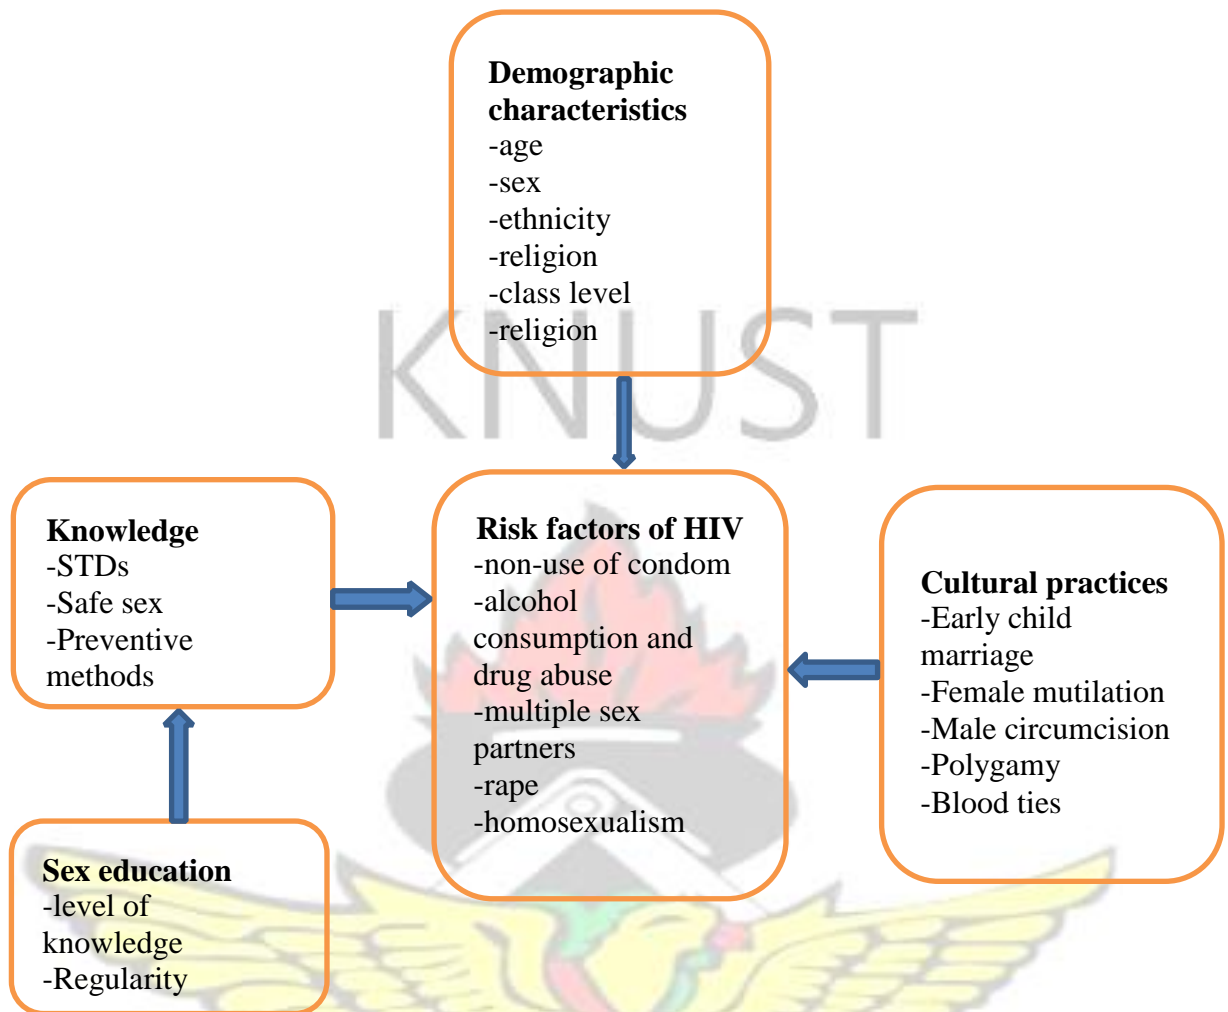 Demographic
characteristics
-age
-sex
-ethnicity
-religion
-class level
-religion
KNUST
Knowledge
-STDs
-Safe sex
-Preventive
methods
Risk factors of HIV
-non-use of condom
-alcohol
consumption and
drug abuse
-multiple sex
partners
-rape
-homosexualism
Cultural practices
-Early child
marriage
-Female mutilation
-Male circumcision
-Polygamy
-Blood ties
Sex education
-level of
knowledge
-Regularity